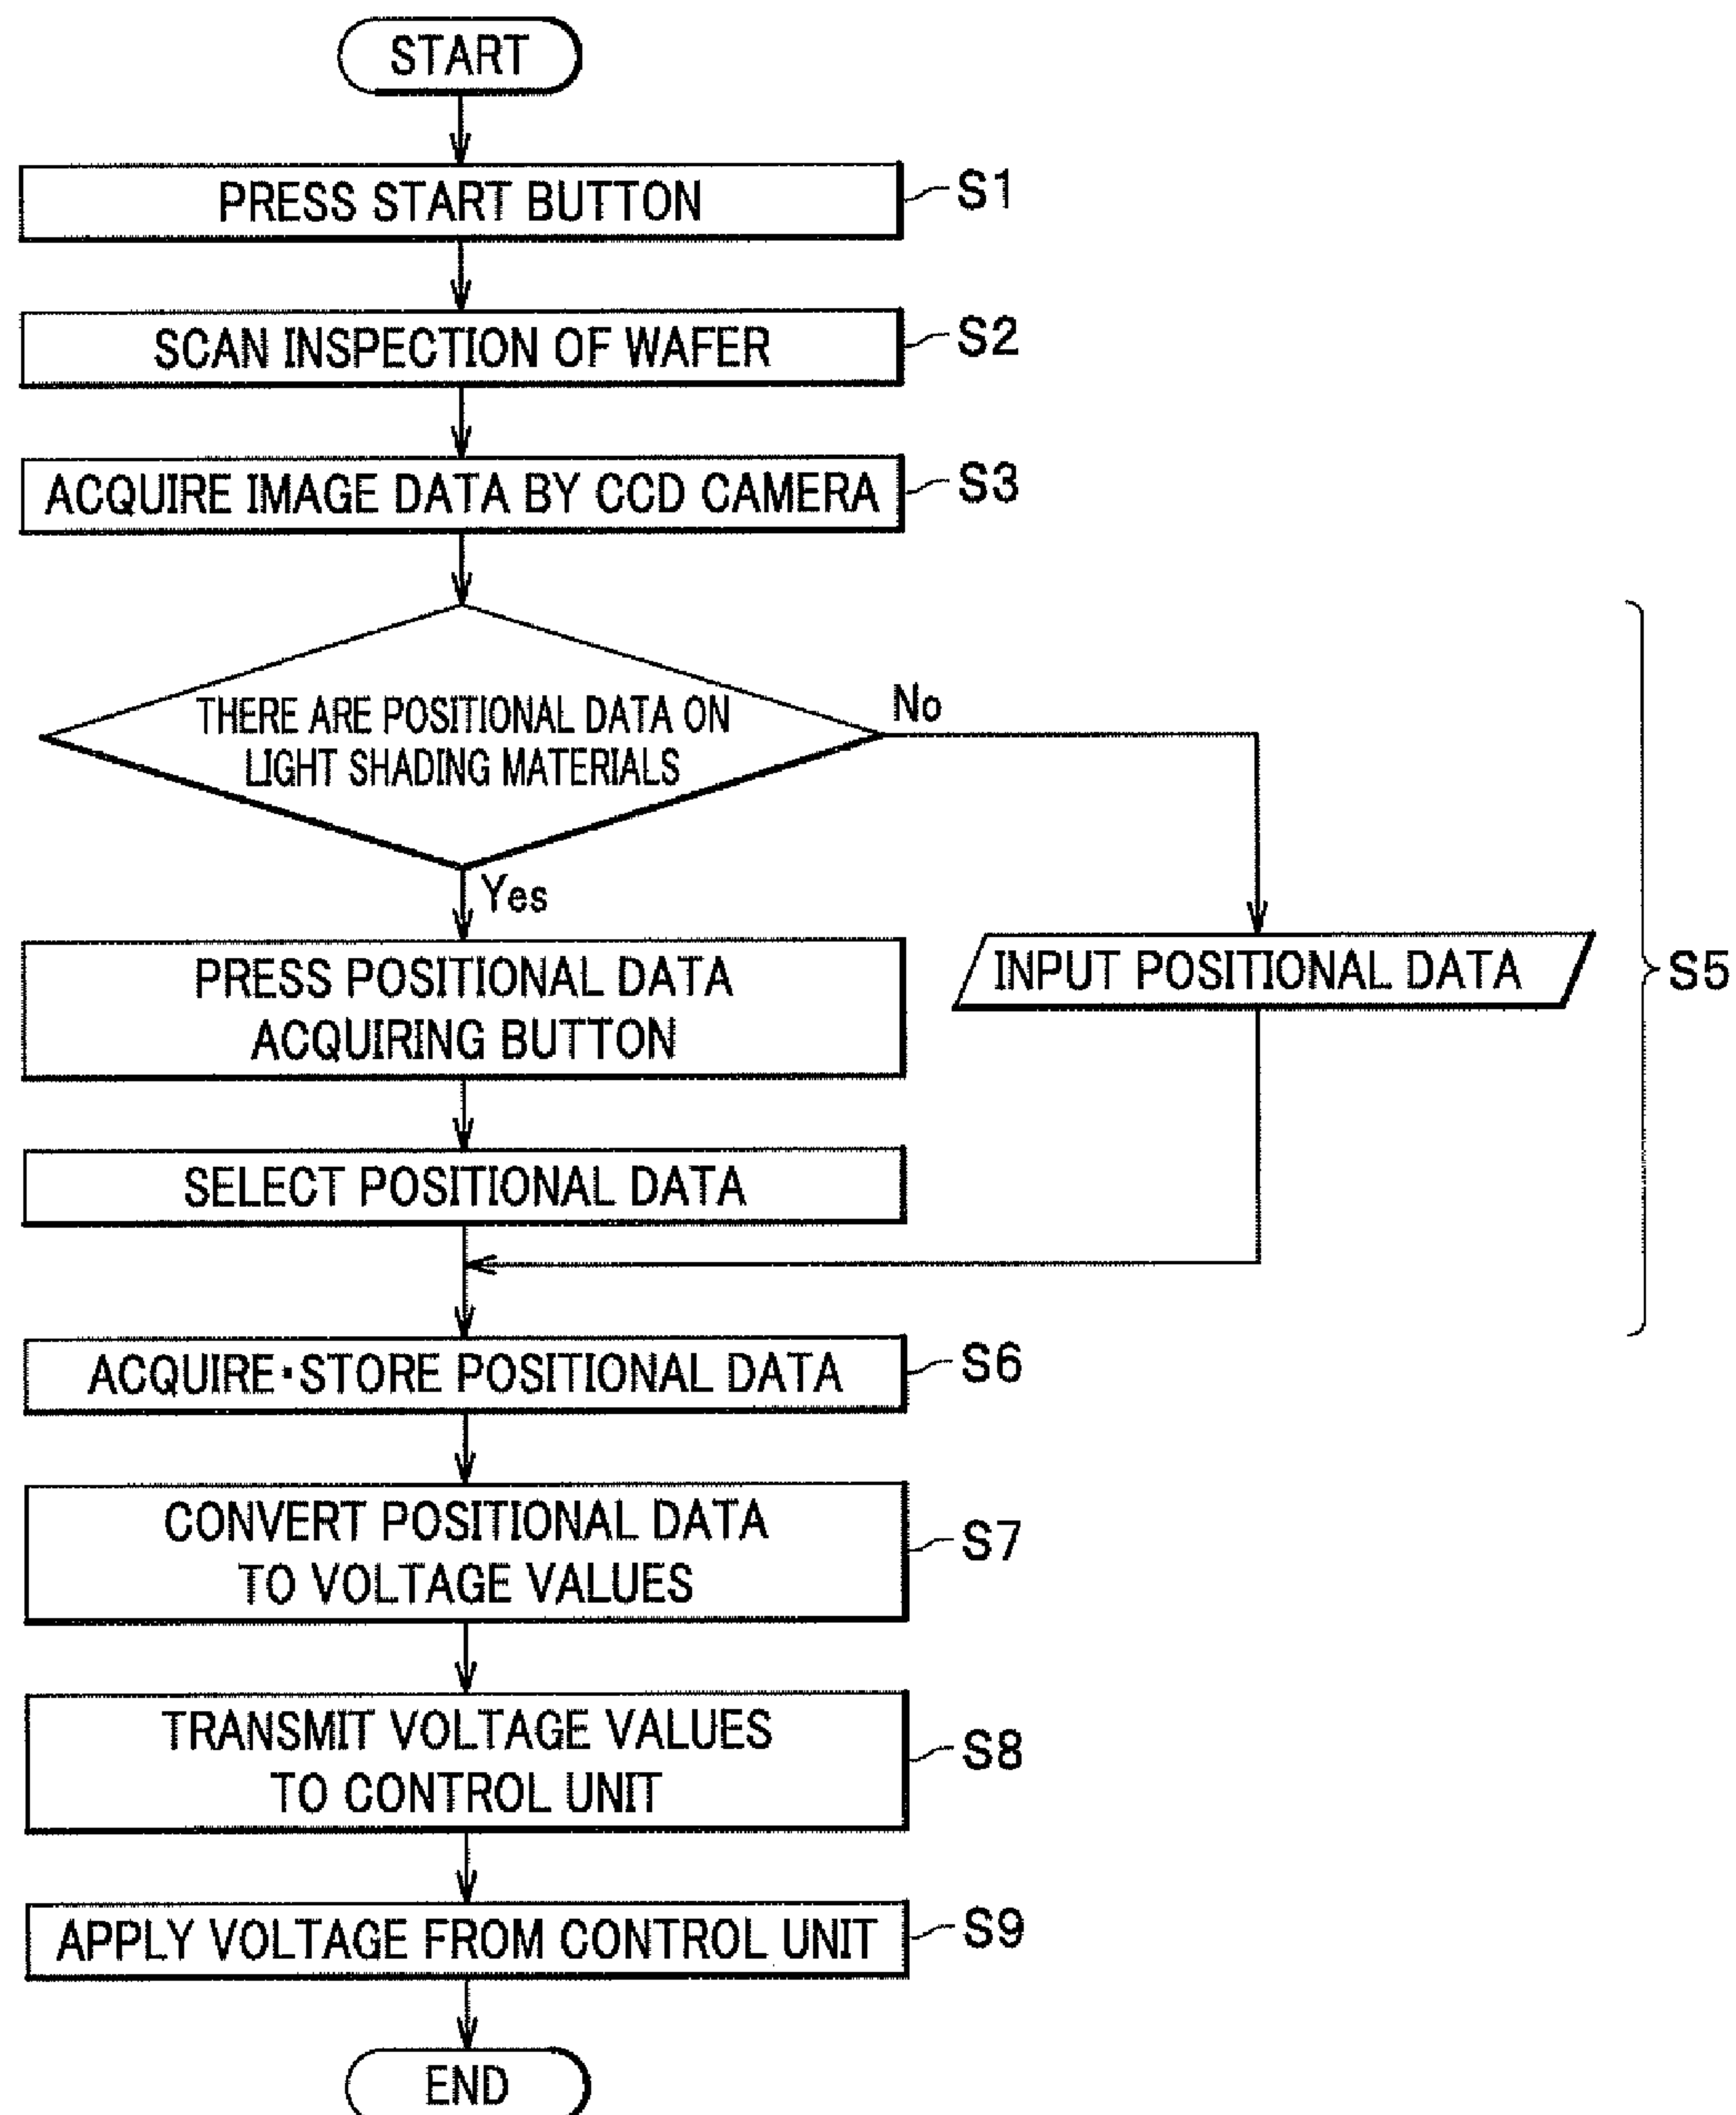 START
PRESS START BUTTON
S1
SCAN INSPECTION OF WAFER
S2
ACQUIRE IMAGE DATA BY CCD CAMERA
S3
THERE ARE POSITIONAL DATA ON
LIGHT SHADING MATERIALS
No
Yes
PRESS POSITIONAL DATA
ACQUIRING BUTTON
INPUT POSITIONAL DATA
S5
SELECT POSITIONAL DATA
ACQUIRE・STORE POSITIONAL DATA
S6
CONVERT POSITIONAL DATA
TO VOLTAGE VALUES
S7
TRANSMIT VOLTAGE VALUES
TO CONTROL UNIT
S8
APPLY VOLTAGE FROM CONTROL UNIT
S9
END